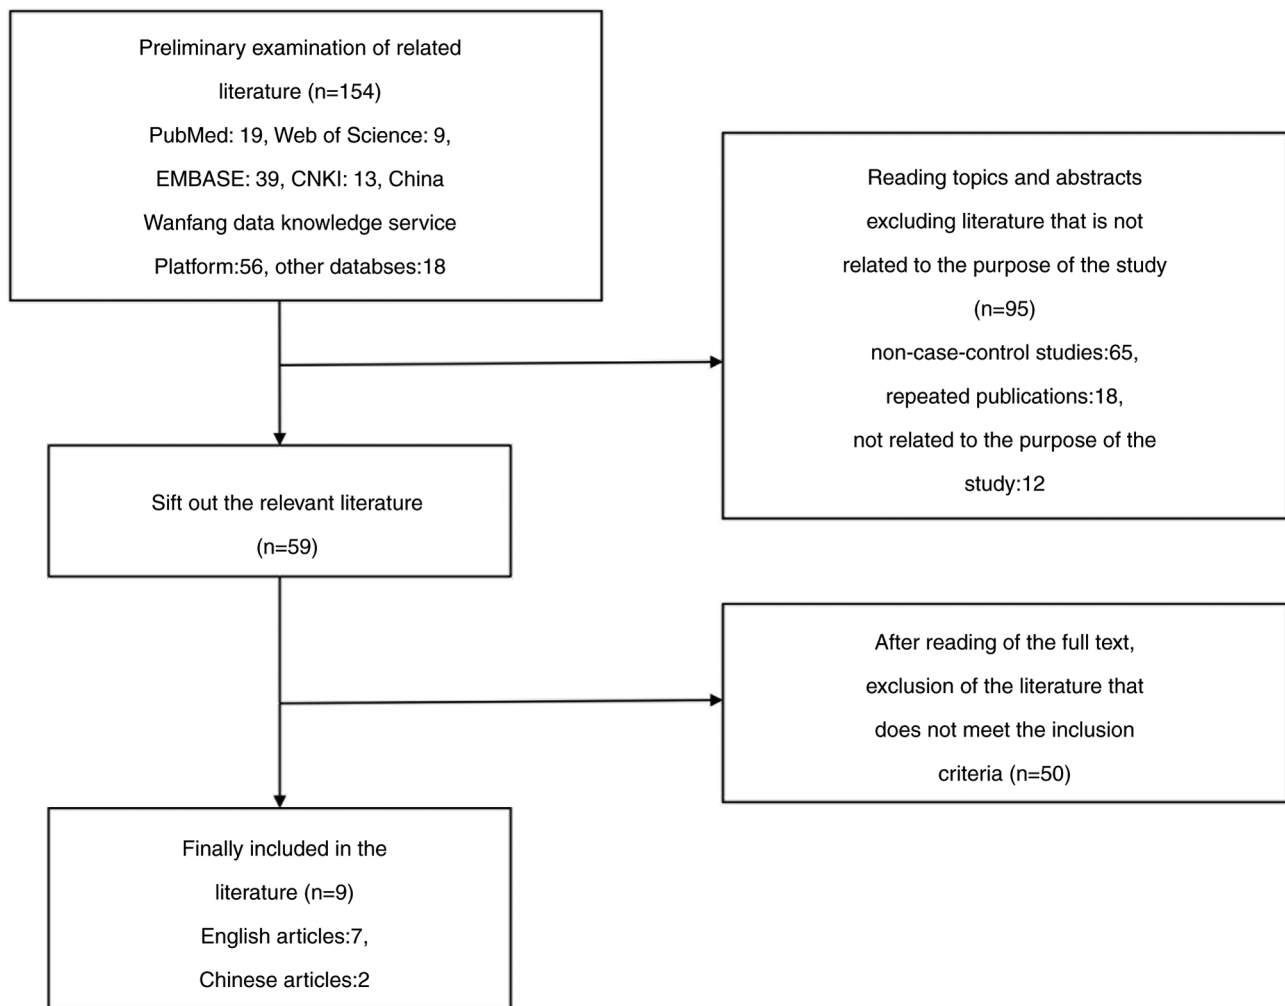 Preliminary examination of related
literature (n=154)
PubMed: 19, Web of Science: 9,
EMBASE: 39, CNKI: 13, China
Wanfang data knowledge service
Platform:56, other databses:18
Reading topics and abstracts
excluding literature that is not
related to the purpose of the study
(n=95)
non-case-control studies:65,
repeated publications:18,
not related to the purpose of the
study:12
Sift out the relevant literature
(n=59)
After reading of the full text,
exclusion of the literature that
does not meet the inclusion
criteria (n=50)
Finally included in the
literature (n=9)
English articles:7,
Chinese articles:2